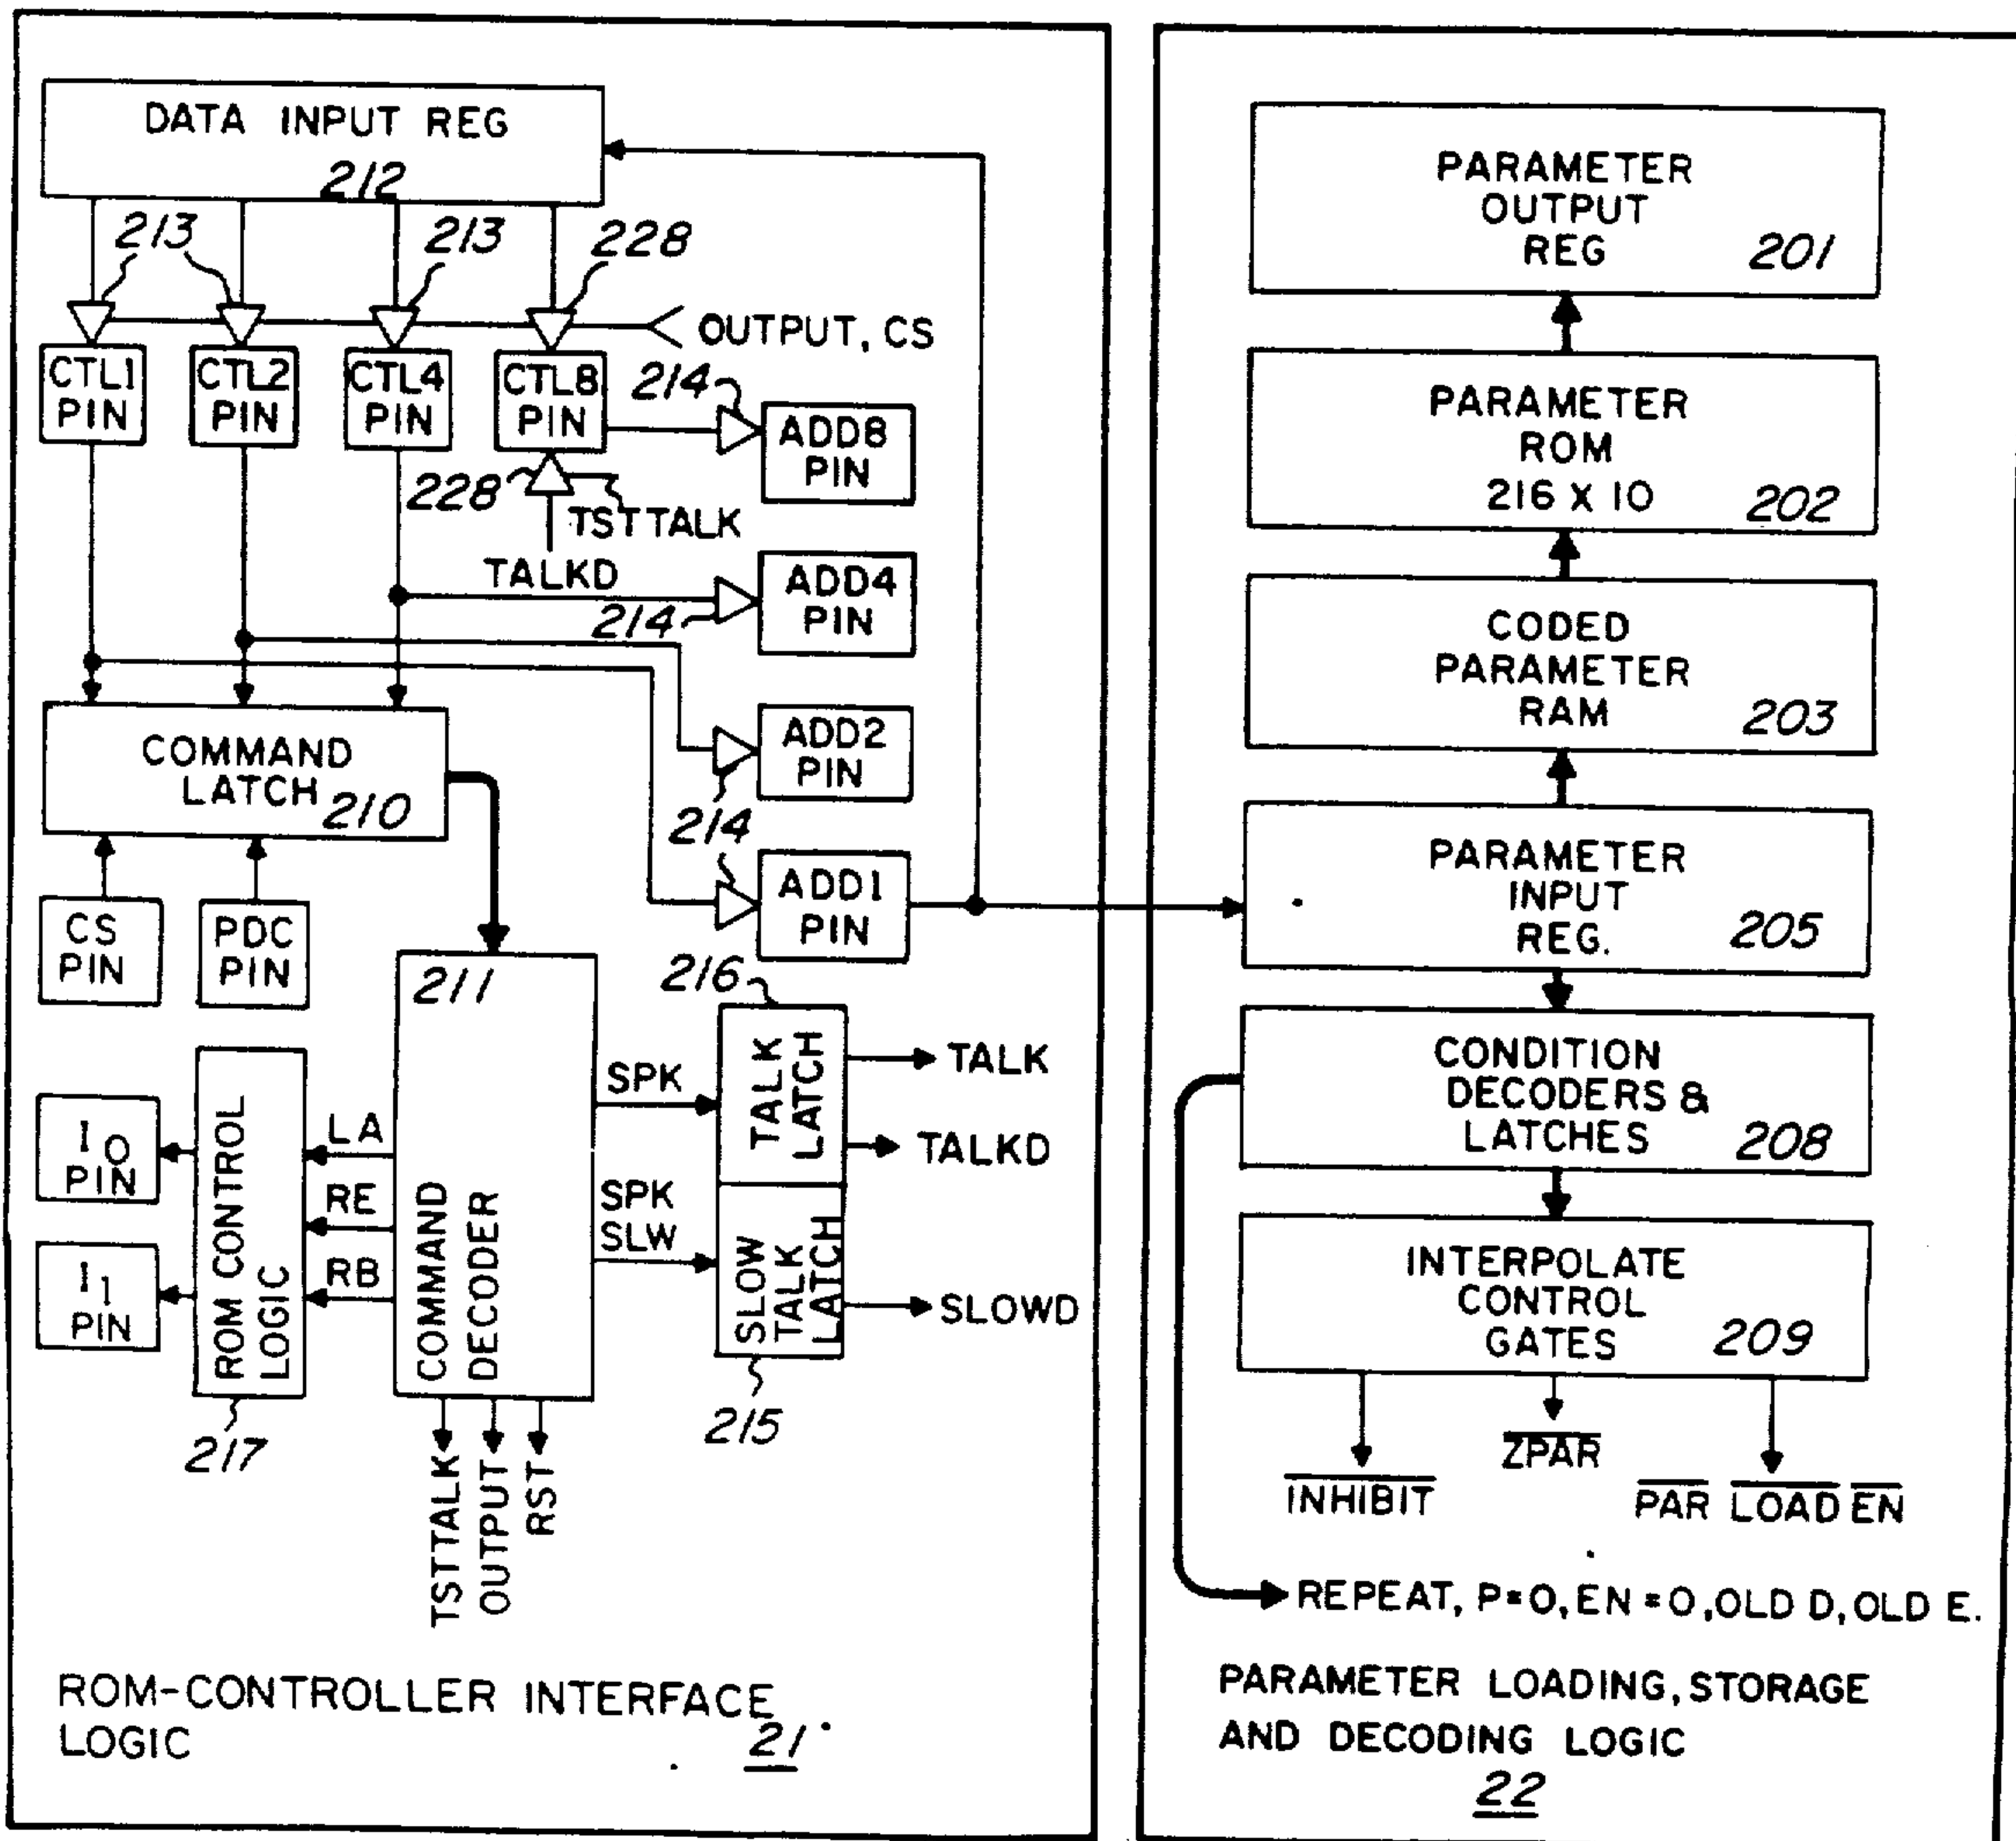 DATA INPUT REG
212
213
213
228
OUTPUT, CS
CTL1
PIN
CTL2
PIN
CTL4
PIN
CTL8
PIN
214
ADD8
PIN
228
TSTTALK
TALKD
ADD4
PIN
214
COMMAND
LATCH
210
ADD2
PIN
214
ADD1
PIN
CS
PIN
PDC
PIN
211
COMMAND
DECODER
216
TALK
LATCH
SPK
TALK
TALKD
I0
PIN
I1
PIN
ROM CONTROL
LOGIC
217
LA
RE
RB
SPK
SLW
SLOW
TALK
LATCH
SLOWD
215
TSTTALK
OUTPUT
RST
ROM-CONTROLLER INTERFACE
LOGIC
21
PARAMETER
OUTPUT
REG
201
PARAMETER
ROM
216 X 10
202
CODED
PARAMETER
RAM
203
PARAMETER
INPUT
REG.
205
CONDITION
DECODERS &
LATCHES
208
INTERPOLATE
CONTROL
GATES
209
INHIBIT
ZPAR
PAR LOAD EN
REPEAT, P=0, EN=0, OLD D, OLD E.
PARAMETER LOADING, STORAGE
AND DECODING LOGIC
22